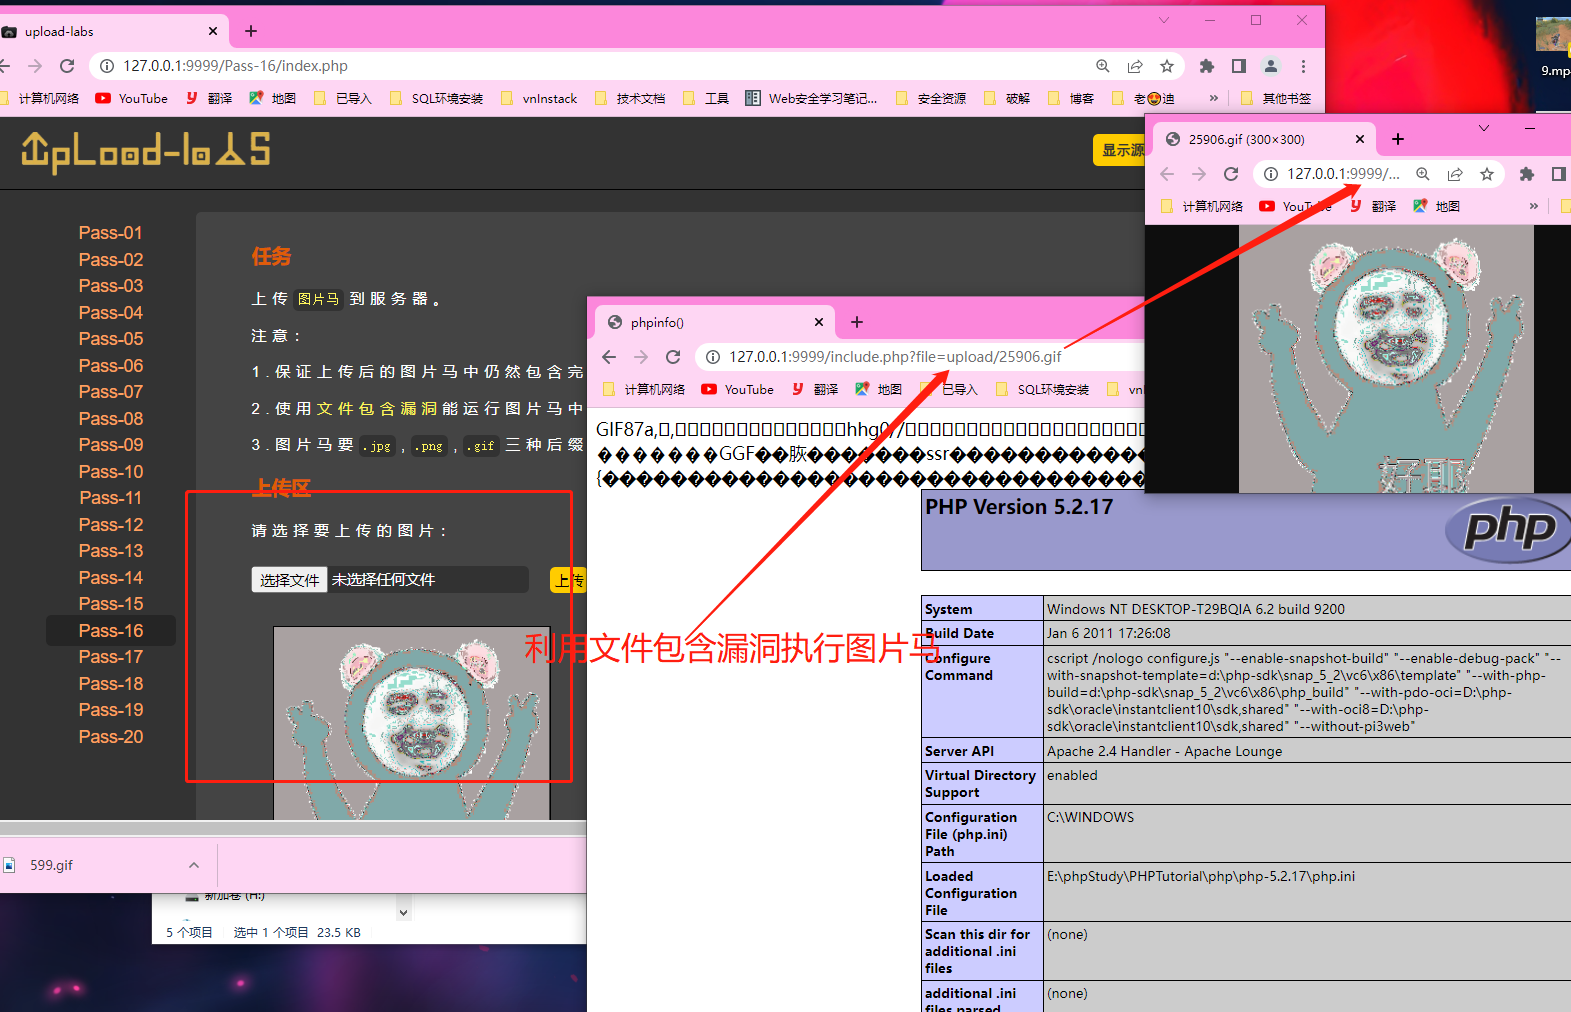 upload-labs
127.0.0.1:9999/Pass-16/index.php
计算机网络 YouTube 翻译 地图 已导入 SQL环境安装 vnInstack 技术文档 工具 Web安全学习笔记... 安全资源 破解 博客 老😍迪 » 其他书签
UpLoad-labs
显示源
9.mp
25906.gif (300×300)
127.0.0.1:9999/...
计算机网络 YouTube 翻译 地图 »
好耶
Pass-01
Pass-02
Pass-03
Pass-04
Pass-05
Pass-06
Pass-07
Pass-08
Pass-09
Pass-10
Pass-11
Pass-12
Pass-13
Pass-14
Pass-15
Pass-16
Pass-17
Pass-18
Pass-19
Pass-20
任务
上传 图片马 到服务器。
注意：
1.保证上传后的图片马中仍然包含完
2.使用文件包含漏洞能运行图片马中
3.图片马要 .jpg , .png , .gif 三种后缀
上传区
请选择要上传的图片：
选择文件 未选择任何文件
上传
利用文件包含漏洞执行图片马
phpinfo()
127.0.0.1:9999/include.php?file=upload/25906.gif
计算机网络 YouTube 翻译 地图 已导入 SQL环境安装
GIF87a
hhg0//
GGF
ssr
PHP Version 5.2.17
php
System Windows NT DESKTOP-T29BQIA 6.2 build 9200
Build Date Jan 6 2011 17:26:08
Configure Command
cscript /nologo configure.js "--enable-snapshot-build" "--enable-debug-pack" "--
with-snapshot-template=d:\php-sdk\snap_5_2\vc6\x86\template" "--with-php-
build=d:\php-sdk\snap_5_2\vc6\x86\php_build" "--with-pdo-oci=D:\php-
sdk\oracle\instantclient10\sdk,shared" "--with-oci8=D:\php-
sdk\oracle\instantclient10\sdk,shared" "--without-pi3web"
Server API Apache 2.4 Handler - Apache Lounge
Virtual Directory Support enabled
Configuration File (php.ini) Path C:\WINDOWS
Loaded Configuration File E:\phpStudy\PHPTutorial\php\php-5.2.17\php.ini
Scan this dir for additional .ini files (none)
additional .ini files parsed (none)
599.gif
新加卷 (H:)
5 个项目 选中 1 个项目 23.5 KB